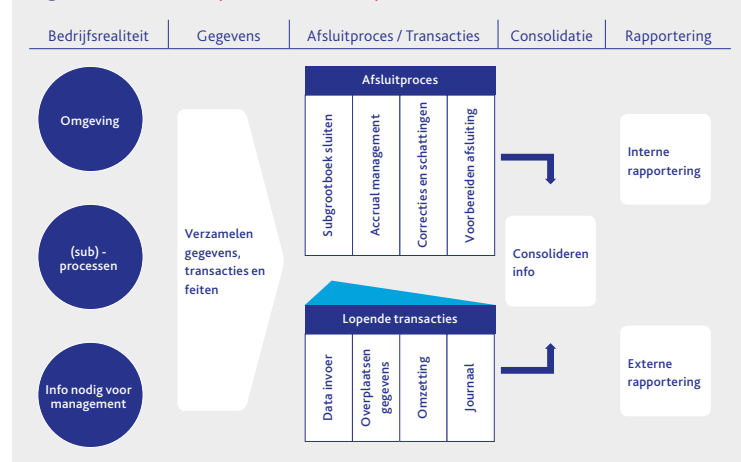 Bedrijfsrealiteit
Gegevens
Afsluitproces / Transacties
Consolidatie
Rapportering
Omgeving
(sub) -
processen
Info nodig voor
management
Verzamelen
gegevens,
transacties en
feiten
Afsluitproces
Subgrootboek sluiten
Accrual management
Correcties en schattingen
Voorbereiden afsluiting
Lopende transacties
Data invoer
Overplaatsen
gegevens
Omzetting
Journaal
Consolideren
info
Interne
rapportering
Externe
rapportering